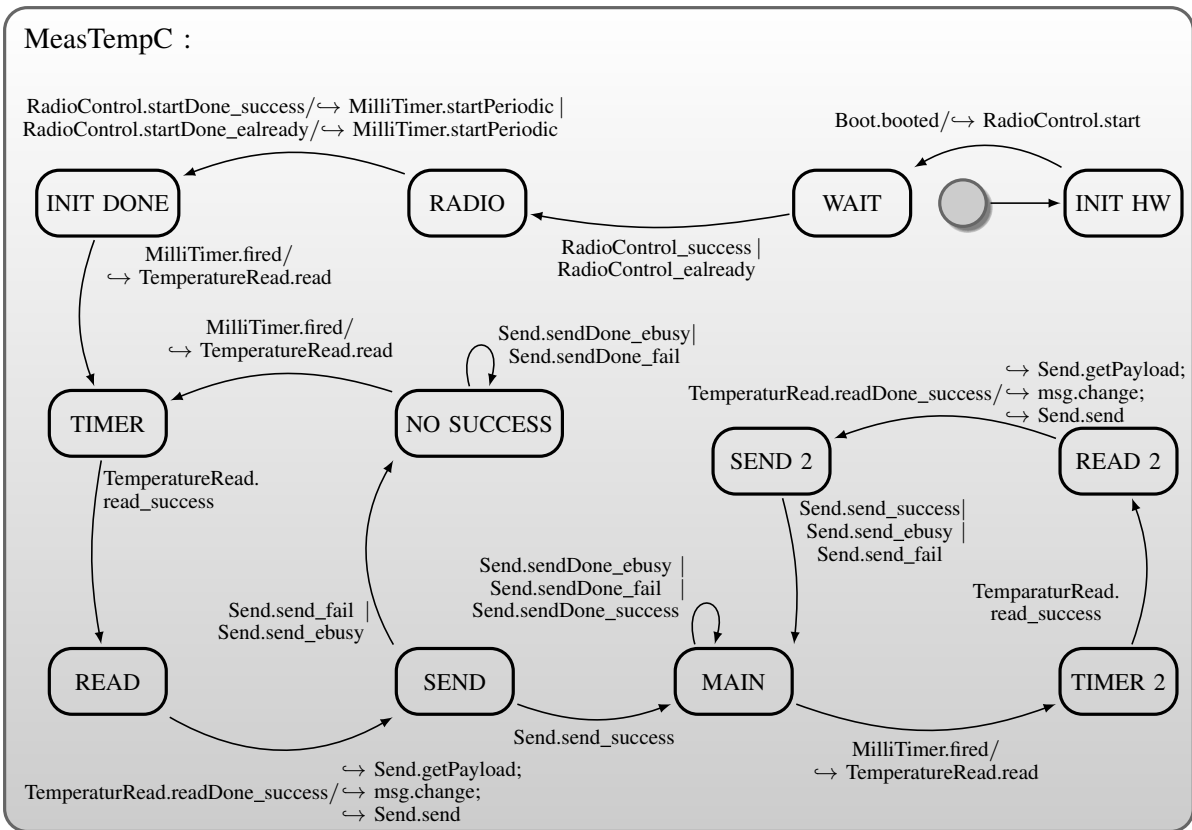 MeasTempC :
RadioControl.startDone_success/↪ MilliTimer.startPeriodic |
RadioControl.startDone_ealready/↪ MilliTimer.startPeriodic
Boot.booted/↪ RadioControl.start
INIT DONE
RADIO
WAIT
INIT HW
RadioControl_success |
RadioControl_ealready
MilliTimer.fired/
↪ TemperatureRead.read
MilliTimer.fired/
↪ TemperatureRead.read
Send.sendDone_ebusy|
Send.sendDone_fail
↪ Send.getPayload;
TemperaturRead.readDone_success/↪ msg.change;
↪ Send.send
TIMER
NO SUCCESS
SEND 2
READ 2
TemperatureRead.
read_success
Send.send_success|
Send.send_ebusy |
Send.send_fail
Send.sendDone_ebusy |
Send.sendDone_fail |
Send.sendDone_success
TemparaturRead.
read_success
Send.send_fail |
Send.send_ebusy
READ
SEND
MAIN
TIMER 2
Send.send_success
MilliTimer.fired/
↪ TemperatureRead.read
↪ Send.getPayload;
TemperaturRead.readDone_success/↪ msg.change;
↪ Send.send